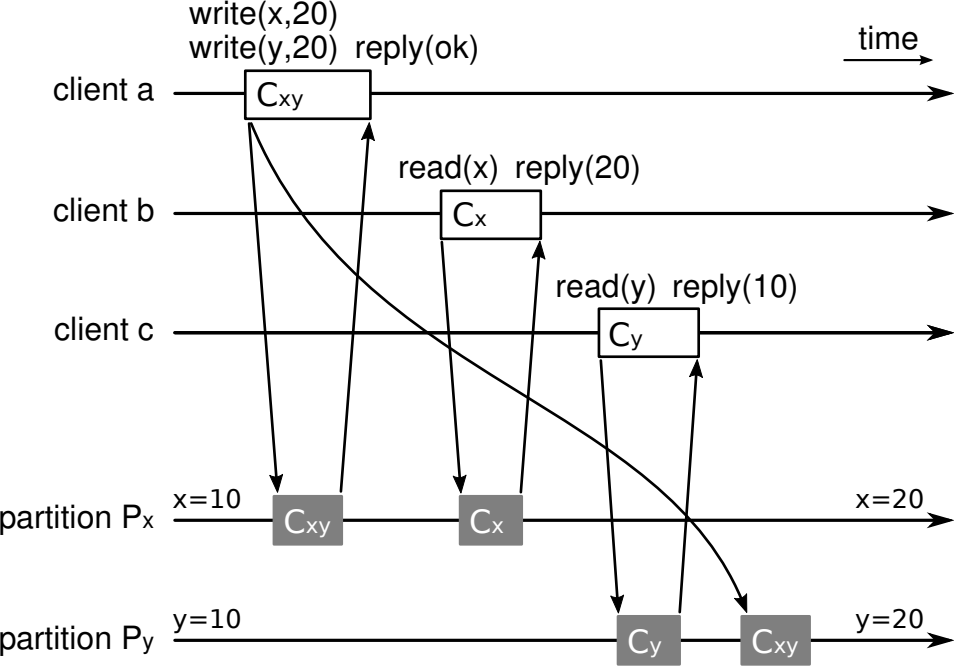 write(x,20)
write(y,20) reply(ok)
time
client a
Cxy
read(x) reply(20)
client b
Cx
read(y) reply(10)
client c
Cy
partition Px
x=10
Cxy
Cx
x=20
partition Py
y=10
Cy
Cxy
y=20